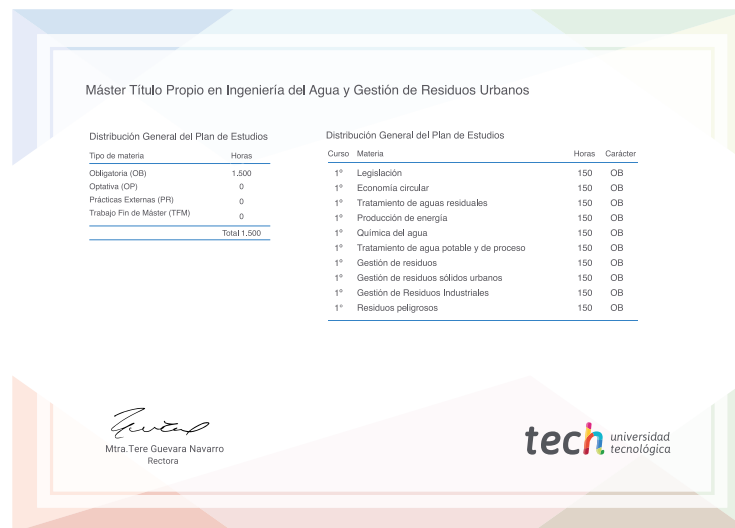 Máster Título Propio en Ingeniería del Agua y Gestión de Residuos Urbanos
Distribución General del Plan de Estudios
Tipo de materia Horas
Obligatoria (OB) 1.500
Optativa (OP) 0
Prácticas Externas (PR) 0
Trabajo Fin de Máster (TFM) 0
Total 1.500
Distribución General del Plan de Estudios
Curso Materia Horas Carácter
1º Legislación 150 OB
1º Economía circular 150 OB
1º Tratamiento de aguas residuales 150 OB
1º Producción de energía 150 OB
1º Química del agua 150 OB
1º Tratamiento de agua potable y de proceso 150 OB
1º Gestión de residuos 150 OB
1º Gestión de residuos sólidos urbanos 150 OB
1º Gestión de Residuos Industriales 150 OB
1º Residuos peligrosos 150 OB
Mtra.Tere Guevara Navarro
Rectora
tech universidad
tecnológica